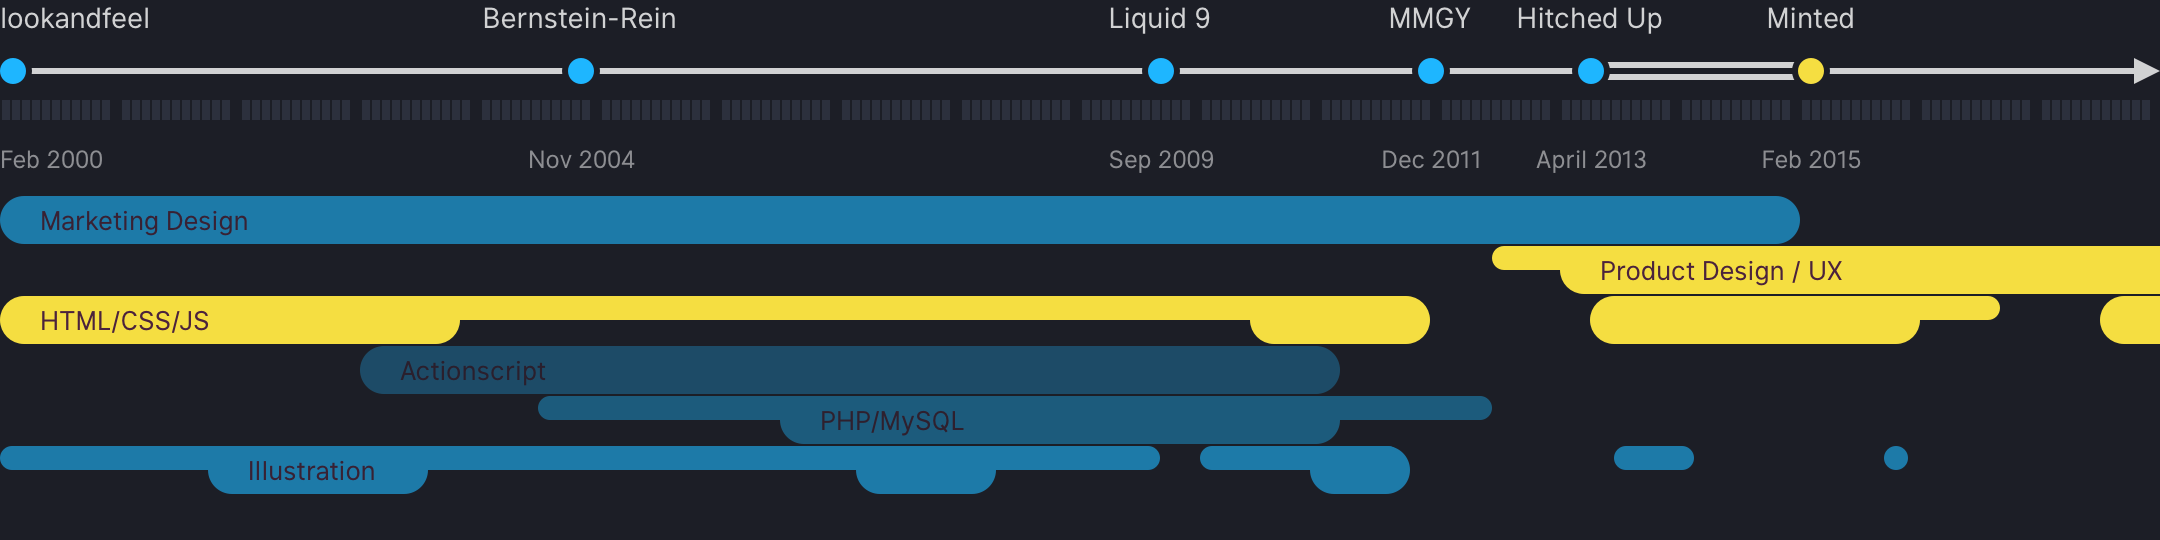 lookandfeel
Bernstein-Rein
Liquid 9
MMGY
Hitched Up
Minted
Feb 2000
Nov 2004
Sep 2009
Dec 2011
April 2013
Feb 2015
Marketing Design
Product Design / UX
HTML/CSS/JS
Actionscript
PHP/MySQL
Illustration